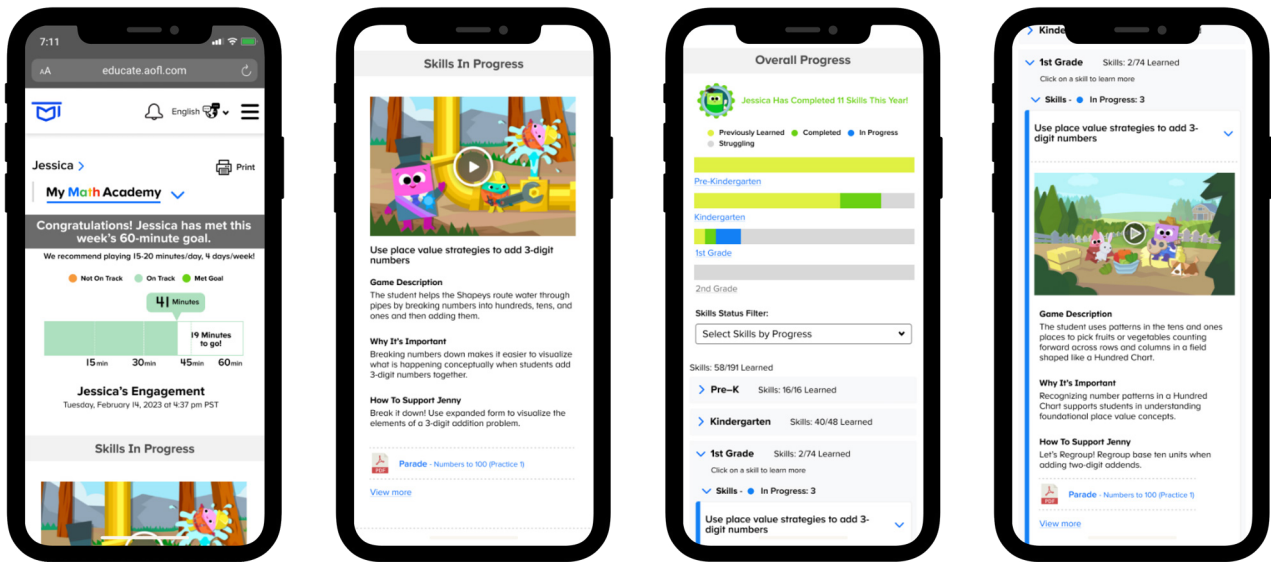 7:11
AA educate.aofl.com
English
Jessica >
Print
My Math Academy
Congratulations! Jessica has met this
week's 60-minute goal.
We recommend playing 15-20 minutes/day, 4 days/week!
Not On Track On Track Met Goal
41 Minutes
19 Minutes
to go!
15min 30min 45min 60min
Jessica's Engagement
Tuesday, February 14, 2023 at 4:37 pm PST
Skills In Progress
Skills In Progress
Use place value strategies to add 3-digit
numbers
Game Description
The student helps the Shapeys route water through
pipes by breaking numbers into hundreds, tens, and
ones and then adding them.
Why It's Important
Breaking numbers down makes it easier to visualize
what is happening conceptually when students add
3-digit numbers together.
How To Support Jenny
Break it down! Use expanded form to visualize the
elements of a 3-digit addition problem.
PDF
Parade - Numbers to 100 (Practice 1)
View more
Overall Progress
Jessica Has Completed 11 Skills This Year!
Previously Learned Completed In Progress
Struggling
Pre-Kindergarten
Kindergarten
1st Grade
2nd Grade
Skills Status Filter:
Select Skills by Progress
Skills: 58/191 Learned
> Pre-K Skills: 16/16 Learned
> Kindergarten Skills: 40/48 Learned
1st Grade Skills: 2/74 Learned
Click on a skill to learn more
Skills - In Progress: 3
Use place value strategies to add 3-
digit numbers
> Kinde
1st Grade Skills: 2/74 Learned
Click on a skill to learn more
Skills - In Progress: 3
Use place value strategies to add 3-
digit numbers
Game Description
The student uses patterns in the tens and ones
places to pick fruits or vegetables counting
forward across rows and columns in a field
shaped like a Hundred Chart.
Why It's Important
Recognizing number patterns in a Hundred
Chart supports students in understanding
foundational place value concepts.
How To Support Jenny
Let's Regroup! Regroup base ten units when
adding two-digit addends.
PDF
Parade - Numbers to 100 (Practice 1)
View more